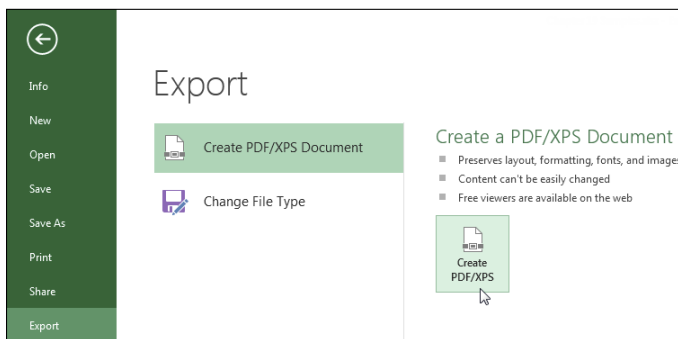 Info
New
Open
Save
Save As
Print
Share
Export
Export
Create PDF/XPS Document
Change File Type
Create a PDF/XPS Document
Preserves layout, formatting, fonts, and images
Content can't be easily changed
Free viewers are available on the web
Create
PDF/XPS